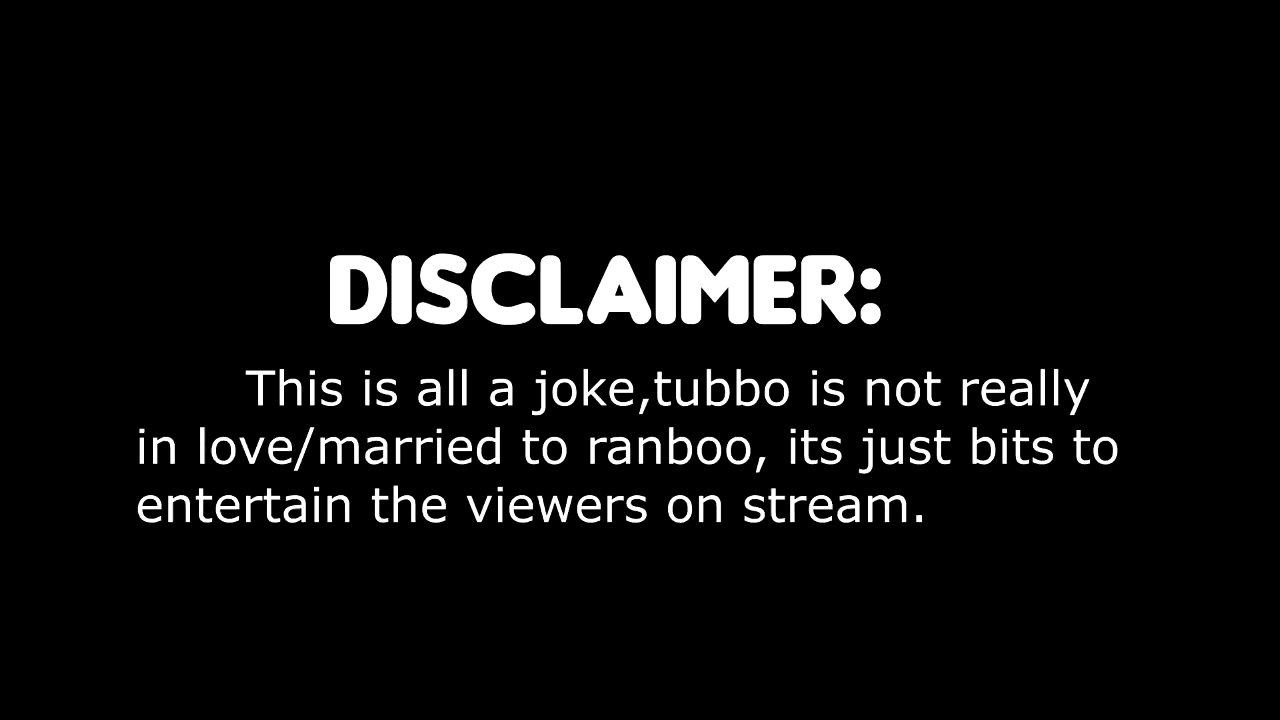 DISCLAIMER:
This is all a joke,tubbo is not really
in love/married to ranboo, its just bits to
entertain the viewers on stream.